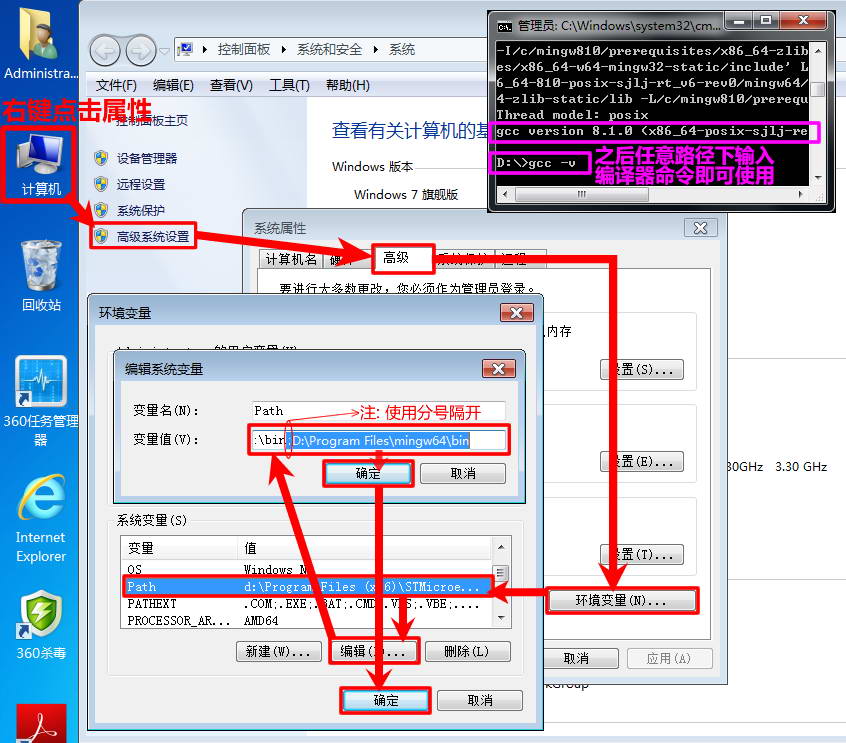 Administra...
右键点击属性
计算机
回收站
360任务管理
器
Internet
Explorer
360杀毒
控制面板
系统和安全
系统
文件(F)
编辑(E)
查看(V)
工具(T)
帮助(H)
控制面板主页
设备管理器
远程设置
系统保护
高级系统设置
查看有关计算机的基
Windows 版本
Windows 7 旗舰版
管理员: C:\Windows\system32\cm...
-I/c/mingw810/prerequisites/x86_64-zlib
es/x86_64-w64-mingw32-static/include' L
6_64-810-posix-sjlj-rt_v6-rev0/mingw64/
4-zlib-static/lib -L/c/mingw810/prerequ
Thread model: posix
gcc version 8.1.0 (x86_64-posix-sjlj-re
D:\>gcc -v
之后任意路径下输入
编译器命令即可使用
系统属性
计算机名
高级
要进行大多数更改，您必须作为管理员登录。
内存
设置(S)...
设置(E)...
设置(T)...
30GHz 3.30 GHz
环境变量(N)...
取消
应用(A)
环境变量
编辑系统变量
变量名(N):
Path
注: 使用分号隔开
变量值(V):
:\bin;D:\Program Files\mingw64\bin
确定
取消
系统变量(S)
变量
值
OS
Windows_N
Path
d:\Program Files (x86)\STMicroe...
PATHEXT
.COM;.EXE;.BAT;.CMD;.VBS;.VBE;....
PROCESSOR_AR...
AMD64
新建(W)...
编辑(I)...
删除(L)
确定
取消